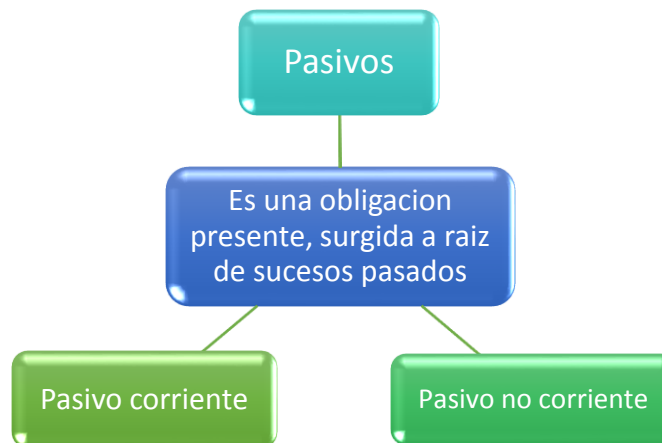 Pasivos
Es una obligacion
presente, surgida a raiz
de sucesos pasados
Pasivo corriente
Pasivo no corriente